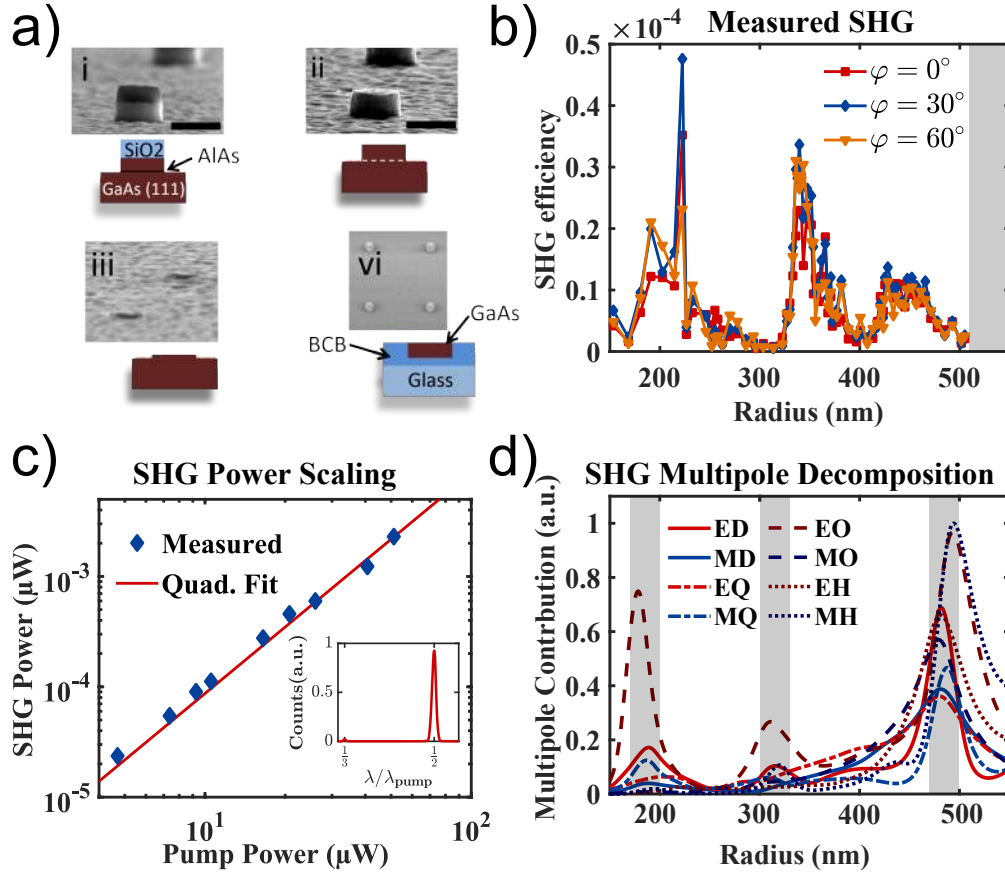 a)
i
ii
SiO2
AlAs
GaAs (111)
iii
vi
GaAs
BCB
Glass
b)
Measured SHG
×10⁻⁴
SHG efficiency
0.5
0.4
0.3
0.2
0.1
0
φ = 0°
φ = 30°
φ = 60°
200 300 400 500
Radius (nm)
c)
SHG Power Scaling
SHG Power (µW)
10⁻³
10⁻⁴
10⁻⁵
Measured
Quad. Fit
Counts(a.u.)
1
0.5
0
1/3 1/2
λ/λpump
10¹ 10²
Pump Power (µW)
d)
SHG Multipole Decomposition
Multipole Contrbution (a.u.)
1
0.8
0.6
0.4
0.2
0
ED EO
MD MO
EQ EH
MQ MH
200 300 400 500
Radius (nm)